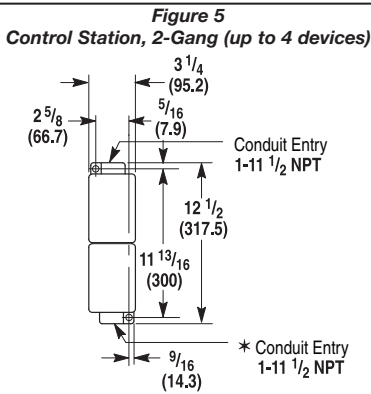 Figure 5
Control Station, 2-Gang (up to 4 devices)
3 1/4
(95.2)
2 5/8
(66.7)
5/16
(7.9)
Conduit Entry
1-11 1/2 NPT
12 1/2
(317.5)
11 13/16
(300)
9/16
(14.3)
* Conduit Entry
1-11 1/2 NPT